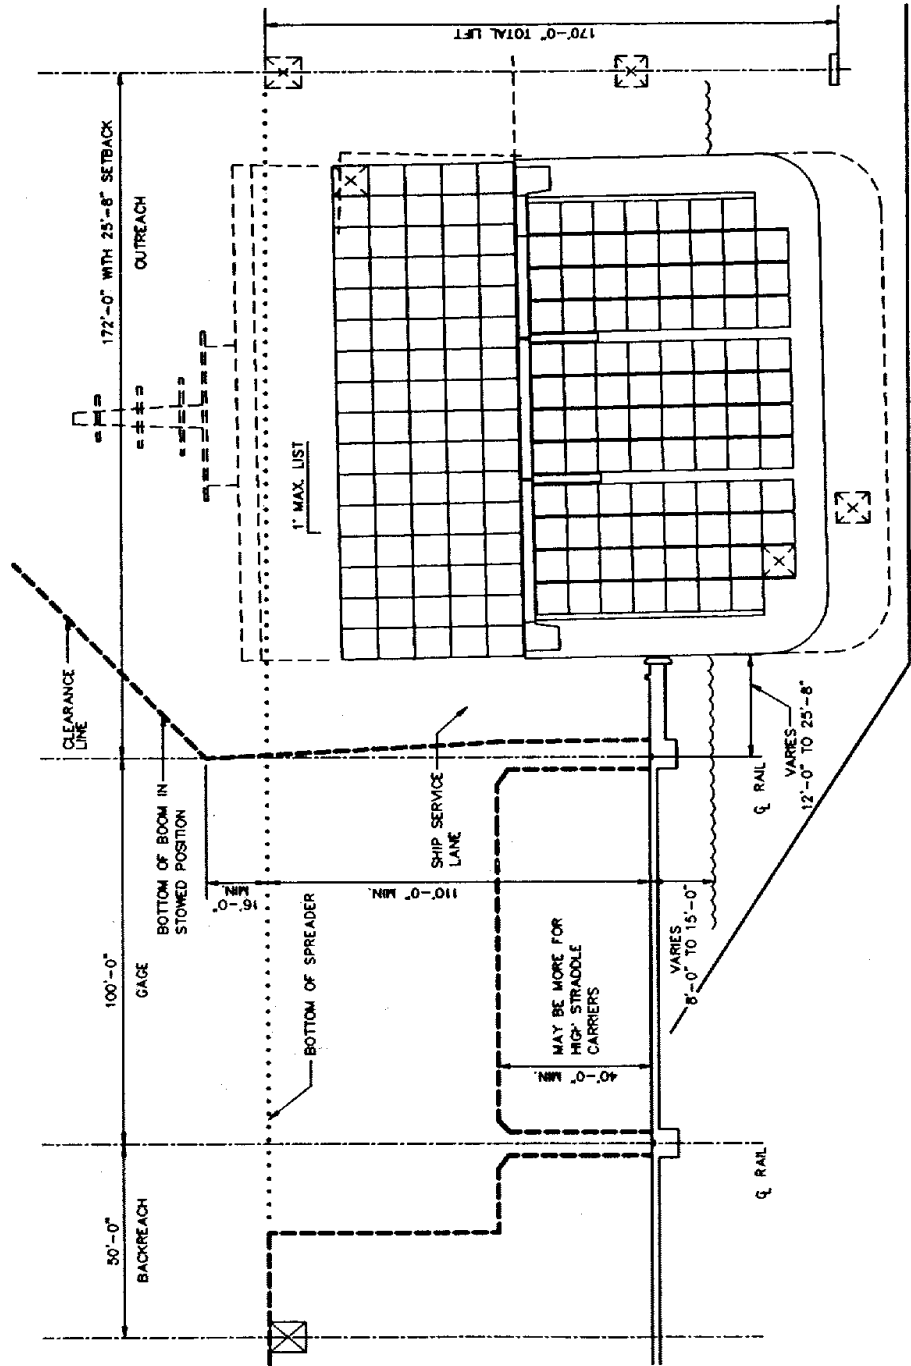 50'-0"
BACKREACH
100'-0"
GAGE
172'-0" WITH 25'-8" SETBACK
OUTREACH
CLEARANCE
LINE
BOTTOM OF BOOM IN
STOWED POSITION
16'-0"
MIN.
BOTTOM OF SPREADER
110'-0" MIN.
SHIP SERVICE
LANE
1° MAX. LIST
170'-0" TOTAL LIFT
MAY BE MORE FOR
HIGH STRADDLE
CARRIERS
40'-0" MIN.
VARIES
8'-0" TO 15'-0"
℄ RAIL
℄ RAIL
VARIES
12'-0" TO 25'-8"